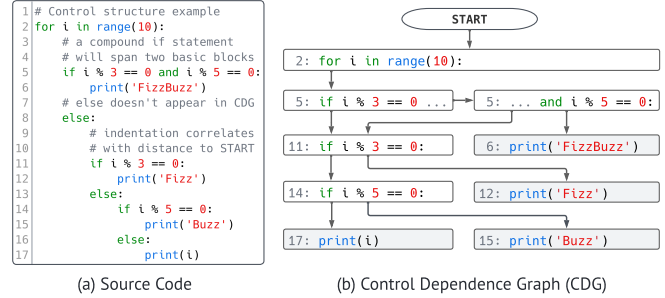 1 # Control structure example
2 for i in range(10):
3 # a compound if statement
4 # will span two basic blocks
5 if i % 3 == 0 and i % 5 == 0:
6 print('FizzBuzz')
7 # else doesn't appear in CDG
8 else:
9 # indentation correlates
10 # with distance to START
11 if i % 3 == 0:
12 print('Fizz')
13 else:
14 if i % 5 == 0:
15 print('Buzz')
16 else:
17 print(i)
(a) Source Code
START
2: for i in range(10):
5: if i % 3 == 0 ...
5: ... and i % 5 == 0:
11: if i % 3 == 0:
6: print('FizzBuzz')
14: if i % 5 == 0:
12: print('Fizz')
17: print(i)
15: print('Buzz')
(b) Control Dependence Graph (CDG)